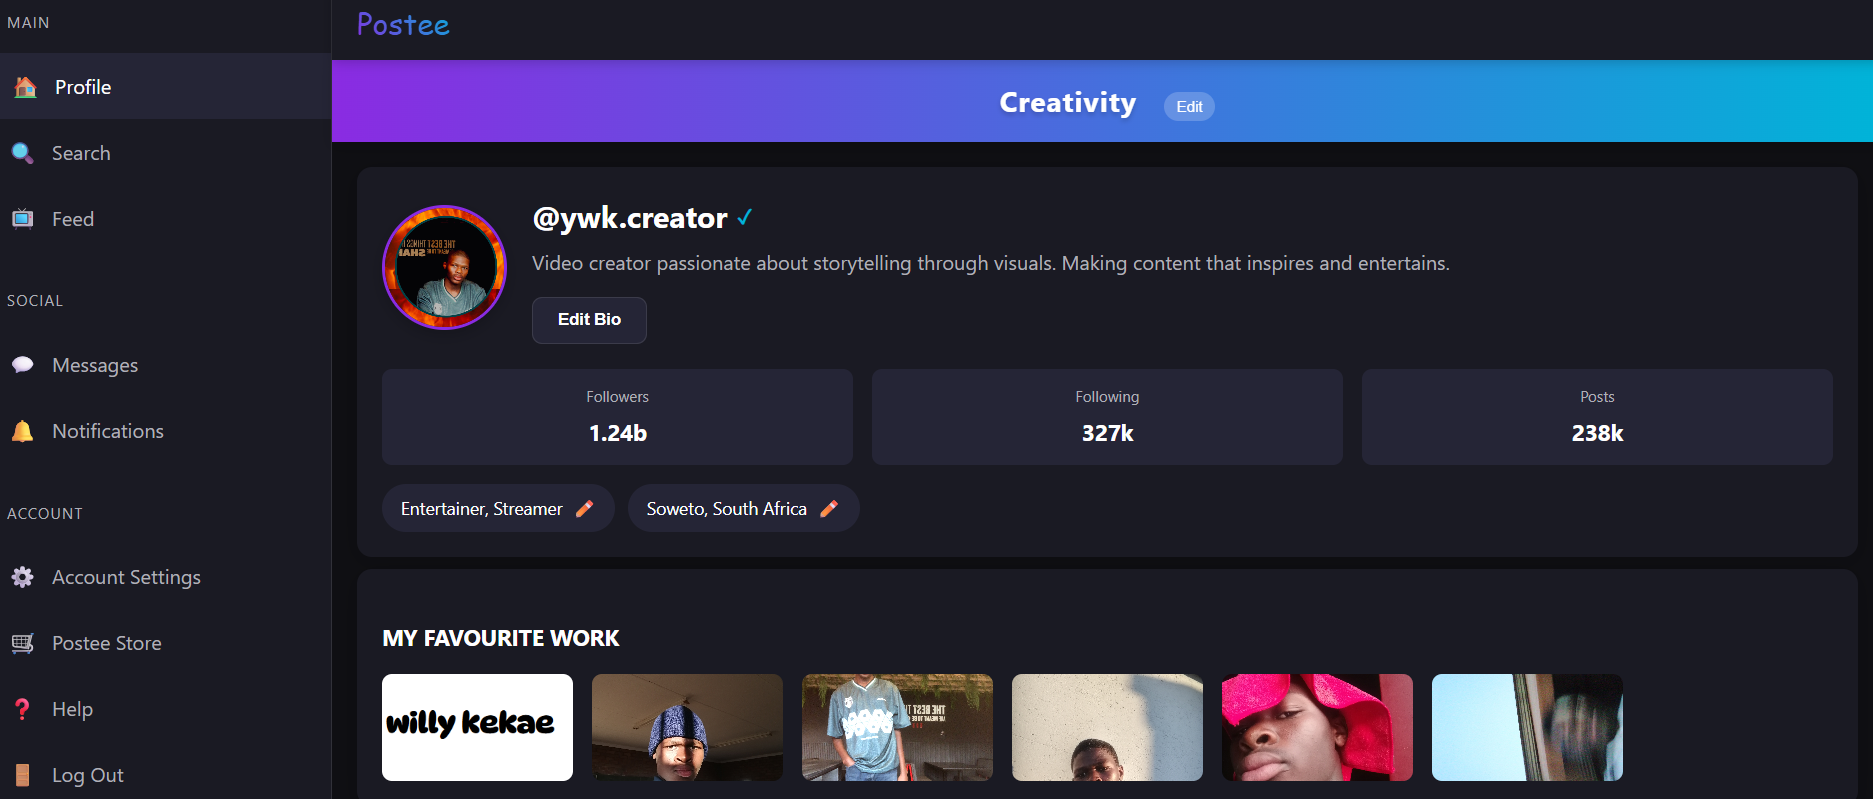 MAIN
Profile
Search
Feed
SOCIAL
Messages
Notifications
ACCOUNT
Account Settings
Postee Store
Help
Log Out
Postee
Creativity
Edit
@ywk.creator
Video creator passionate about storytelling through visuals. Making content that inspires and entertains.
Edit Bio
Followers
1.24b
Following
327k
Posts
238k
Entertainer, Streamer
Soweto, South Africa
MY FAVOURITE WORK
willy kekae
THE BEST